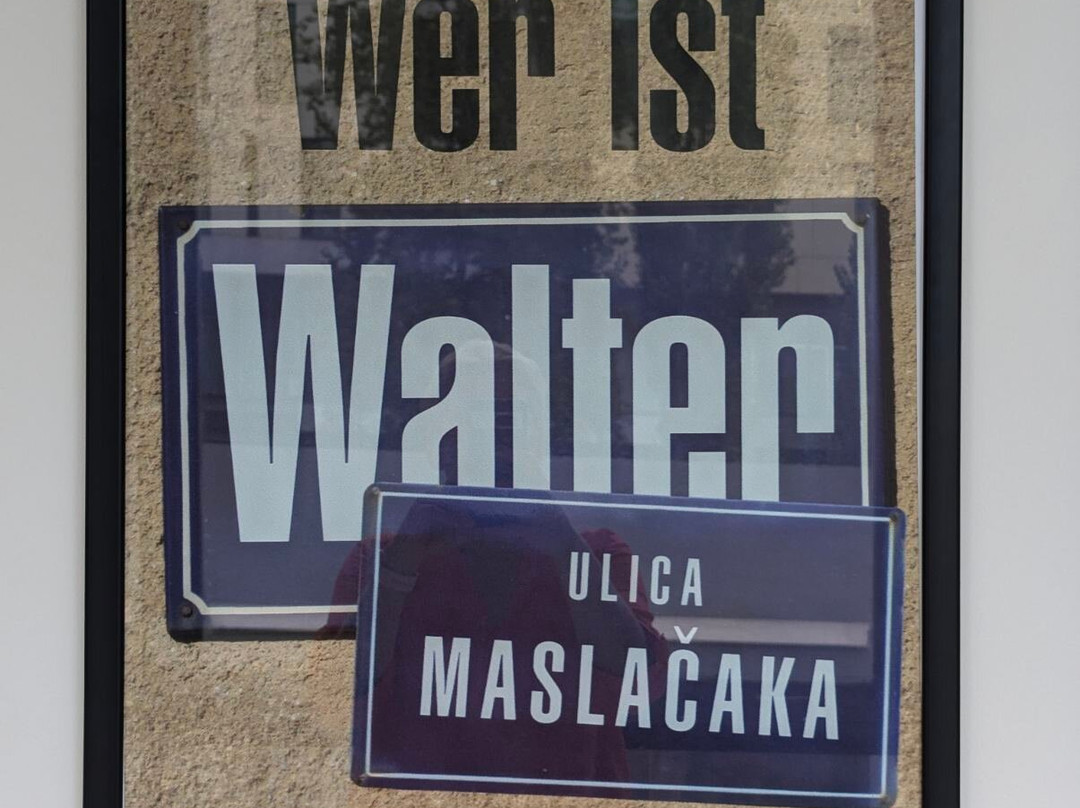 Wer ist
Walter
ULICA
MASLAČAKA